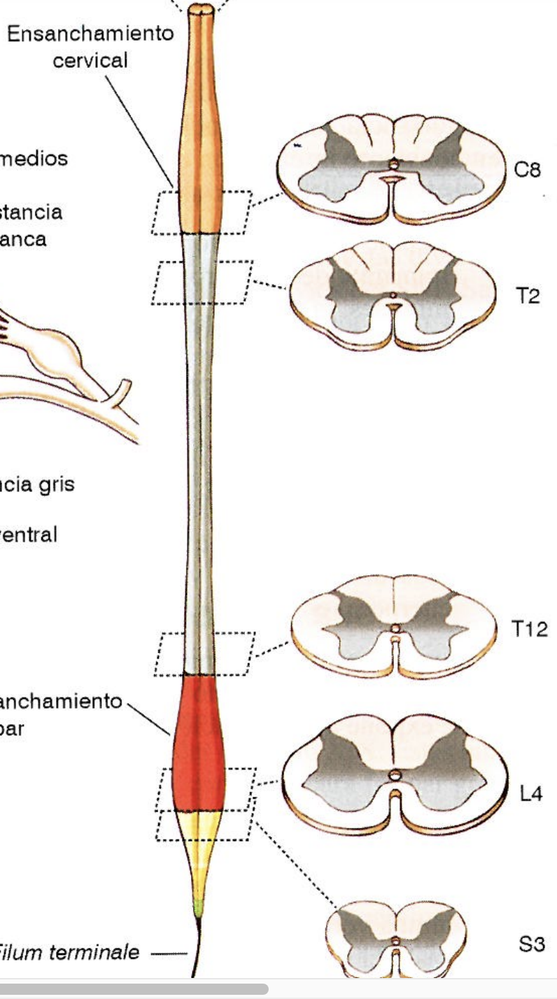 Ensanchamiento
cervical
medios
stancia
anca
C8
T2
ncia gris
ventral
T12
anchamiento
bar
L4
Filum terminale
S3